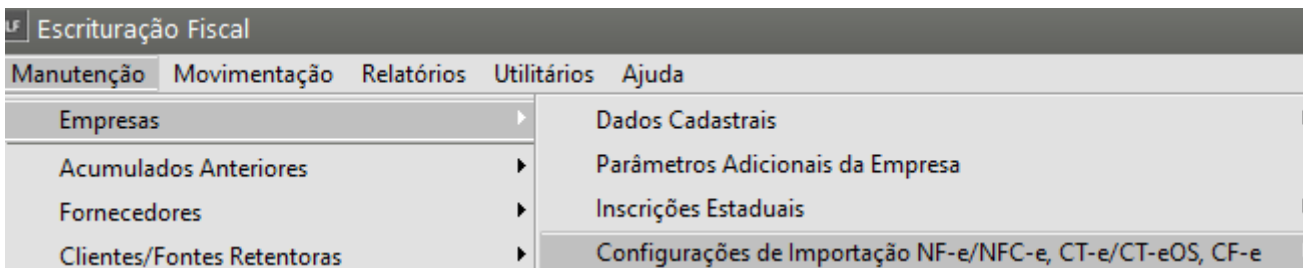 LF Escrituração Fiscal
Manutenção Movimentação Relatórios Utilitários Ajuda
Empresas
Acumulados Anteriores
Fornecedores
Clientes/Fontes Retentoras
Dados Cadastrais
Parâmetros Adicionais da Empresa
Inscrições Estaduais
Configurações de Importação NF-e/NFC-e, CT-e/CT-eOS, CF-e